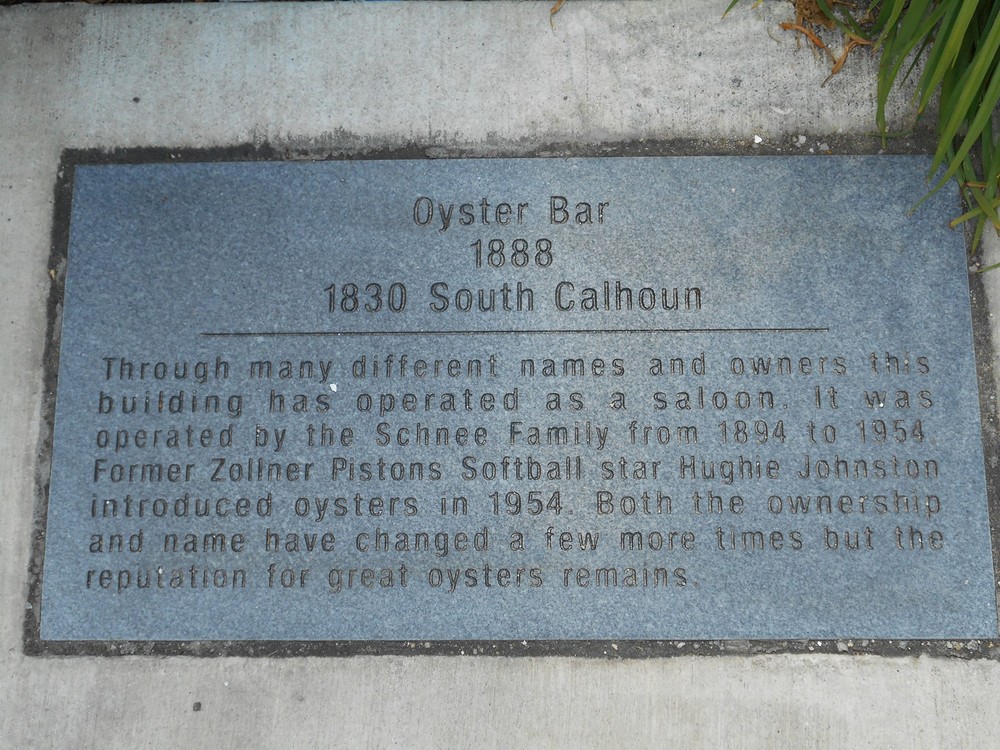 Oyster Bar
1888
1830 South Calhoun
Through many different names and owners this
building has operated as a saloon. It was
operated by the Schnee Family from 1894 to 1954.
Former Zollner Pistons Softball star Hughie Johnston
introduced oysters in 1954. Both the ownership
and name have changed a few more times but the
reputation for great oysters remains.